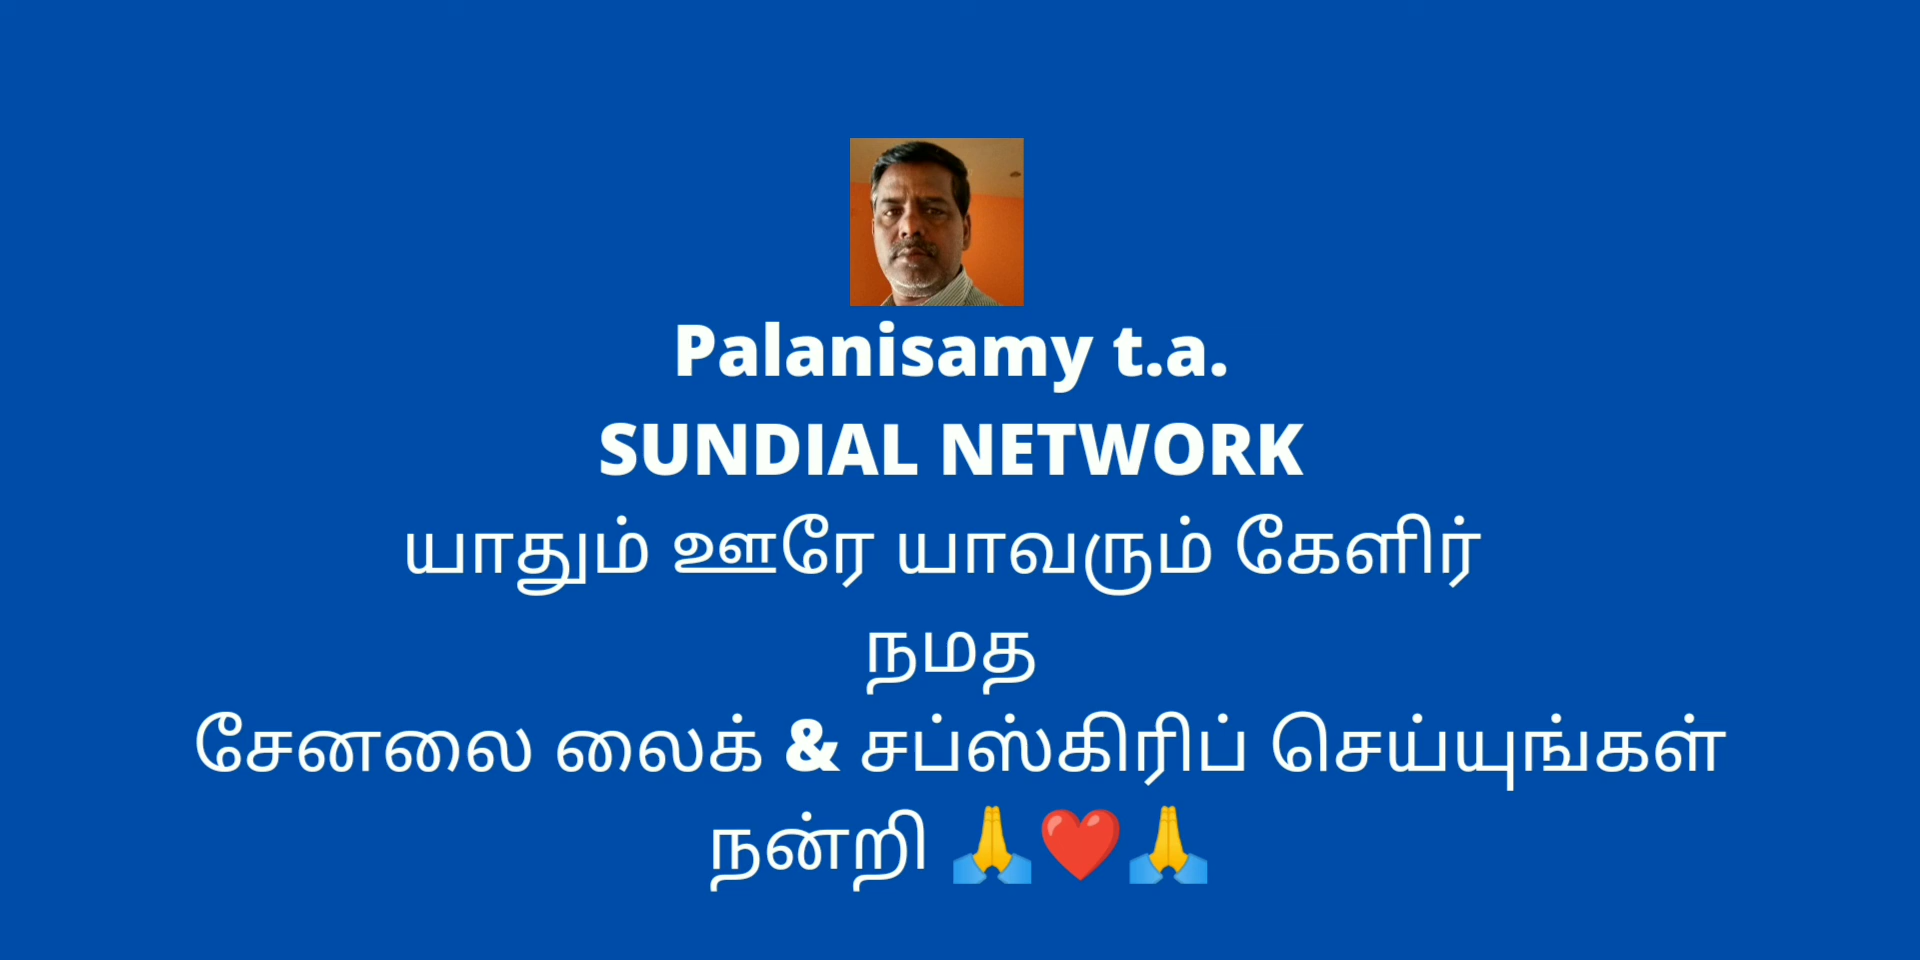 Palanisamy t.a.
SUNDIAL NETWORK
யாதும் ஊரே யாவரும் கேளிர்
நமத
சேனலை லைக் & சப்ஸ்கிரிப் செய்யுங்கள்
நன்றி 🙏❤️🙏